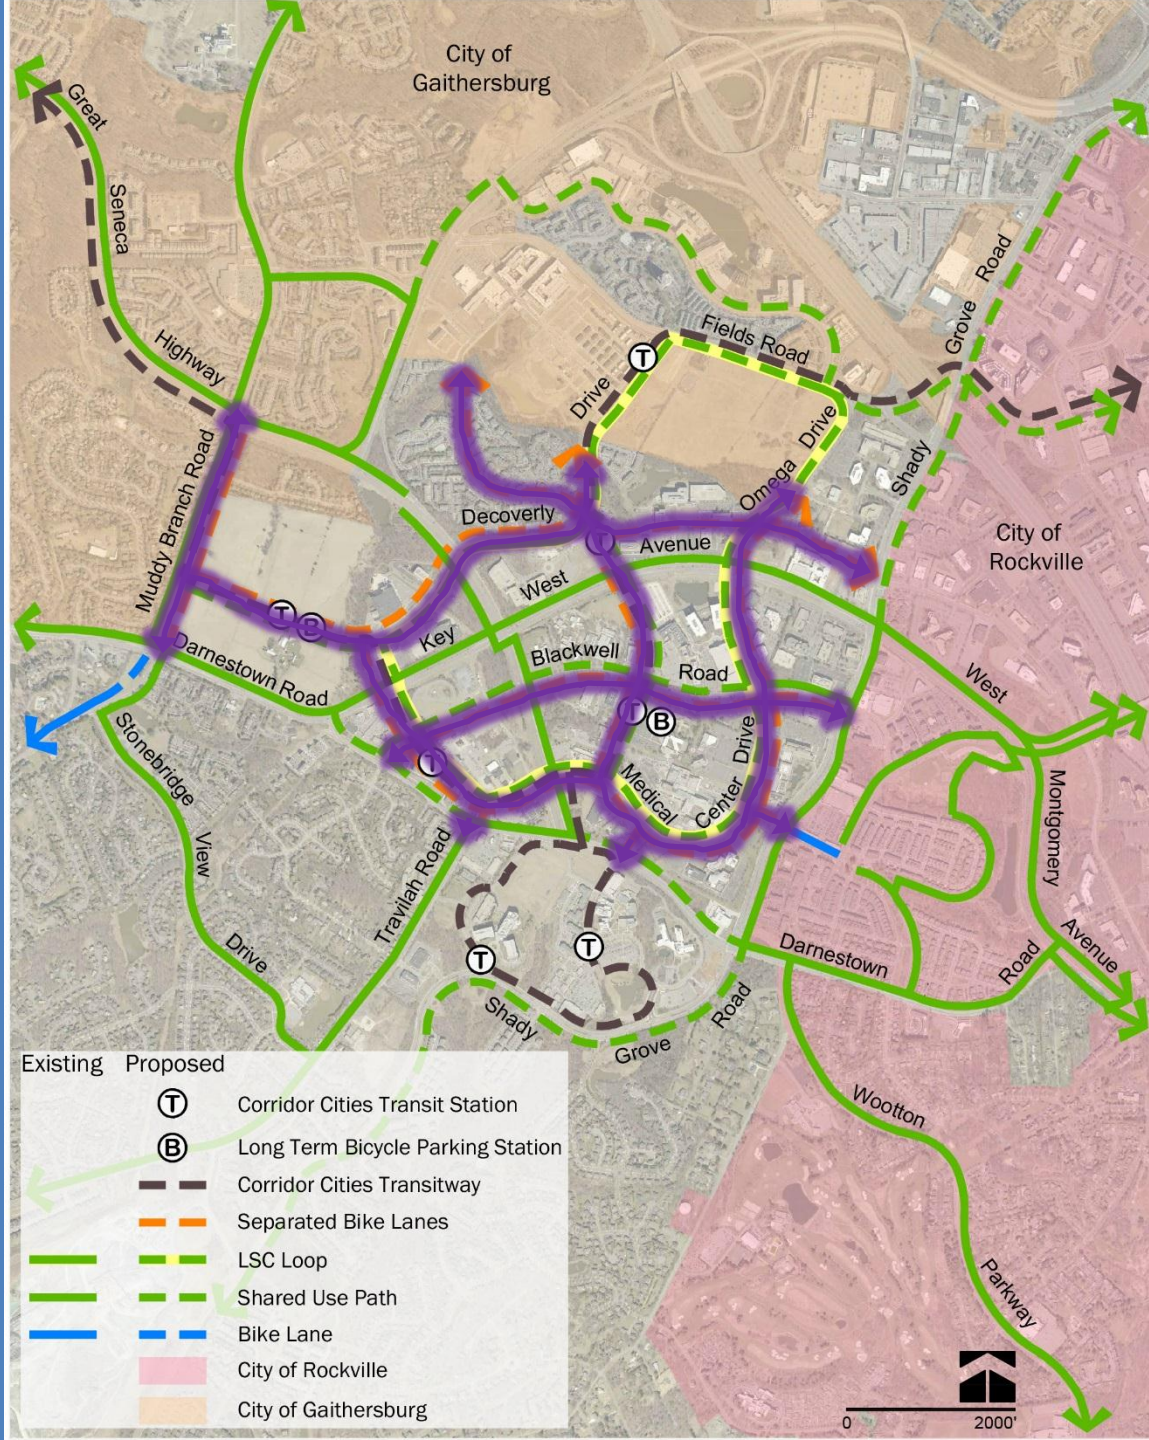 City of
Gaithersburg
Great
Seneca
Highway
Fields Road
Drive
Omega
Drive
Grove
Road
Shady
City of
Rockville
Muddy Branch Road
Decoverly
Avenue
West
Key
Blackwell
Road
West
T
T
T
B
T
B
T
Darnestown Road
Stonebridge
View
Drive
Medical
Center
Drive
Montgomery
Avenue
Travilah Road
T
T
Darnestown
Road
Shady
Grove
Road
Wootton
Parkway
Existing Proposed
T Corridor Cities Transit Station
B Long Term Bicycle Parking Station
Corridor Cities Transitway
Separated Bike Lanes
LSC Loop
Shared Use Path
Bike Lane
City of Rockville
City of Gaithersburg
0 2000'